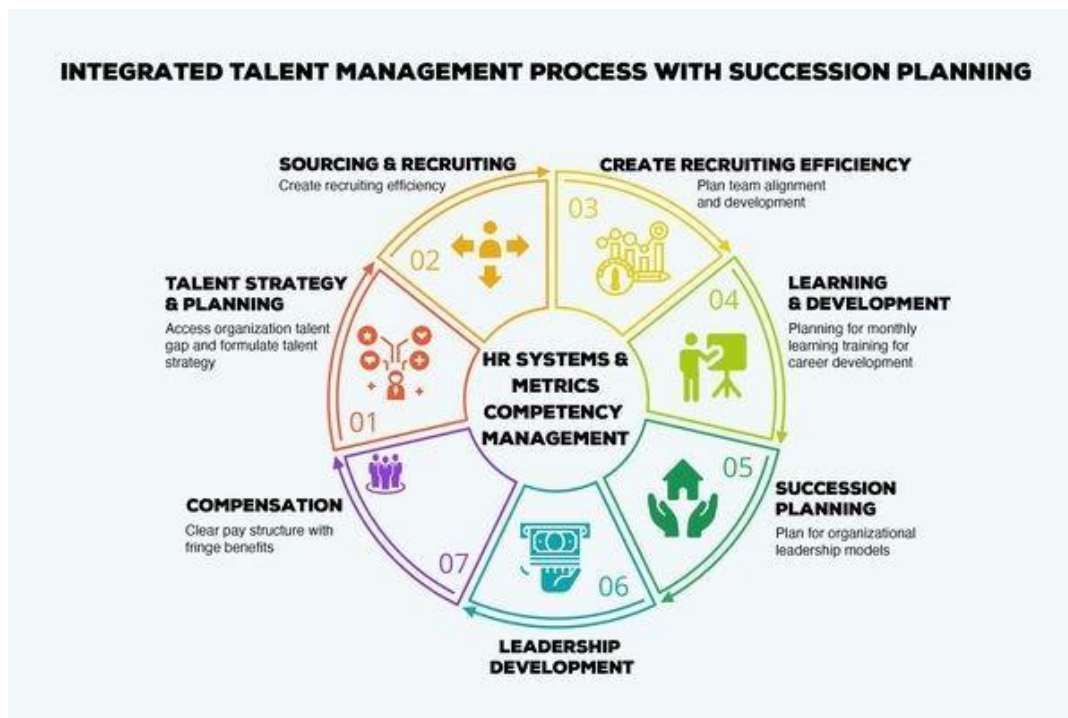 INTEGRATED TALENT MANAGEMENT PROCESS WITH SUCCESSION PLANNING
SOURCING & RECRUITING
Create recruiting efficiency
CREATE RECRUITING EFFICIENCY
Plan team alignment
and development
02
03
TALENT STRATEGY
& PLANNING
Access organization talent
gap and formulate talent
strategy
01
04
LEARNING
& DEVELOPMENT
Planning for monthly
learning training for
career development
HR SYSTEMS &
METRICS
COMPETENCY
MANAGEMENT
05
SUCCESSION
PLANNING
Plan for organizational
leadership models
COMPENSATION
Clear pay structure with
fringe benefits
07
06
LEADERSHIP
DEVELOPMENT